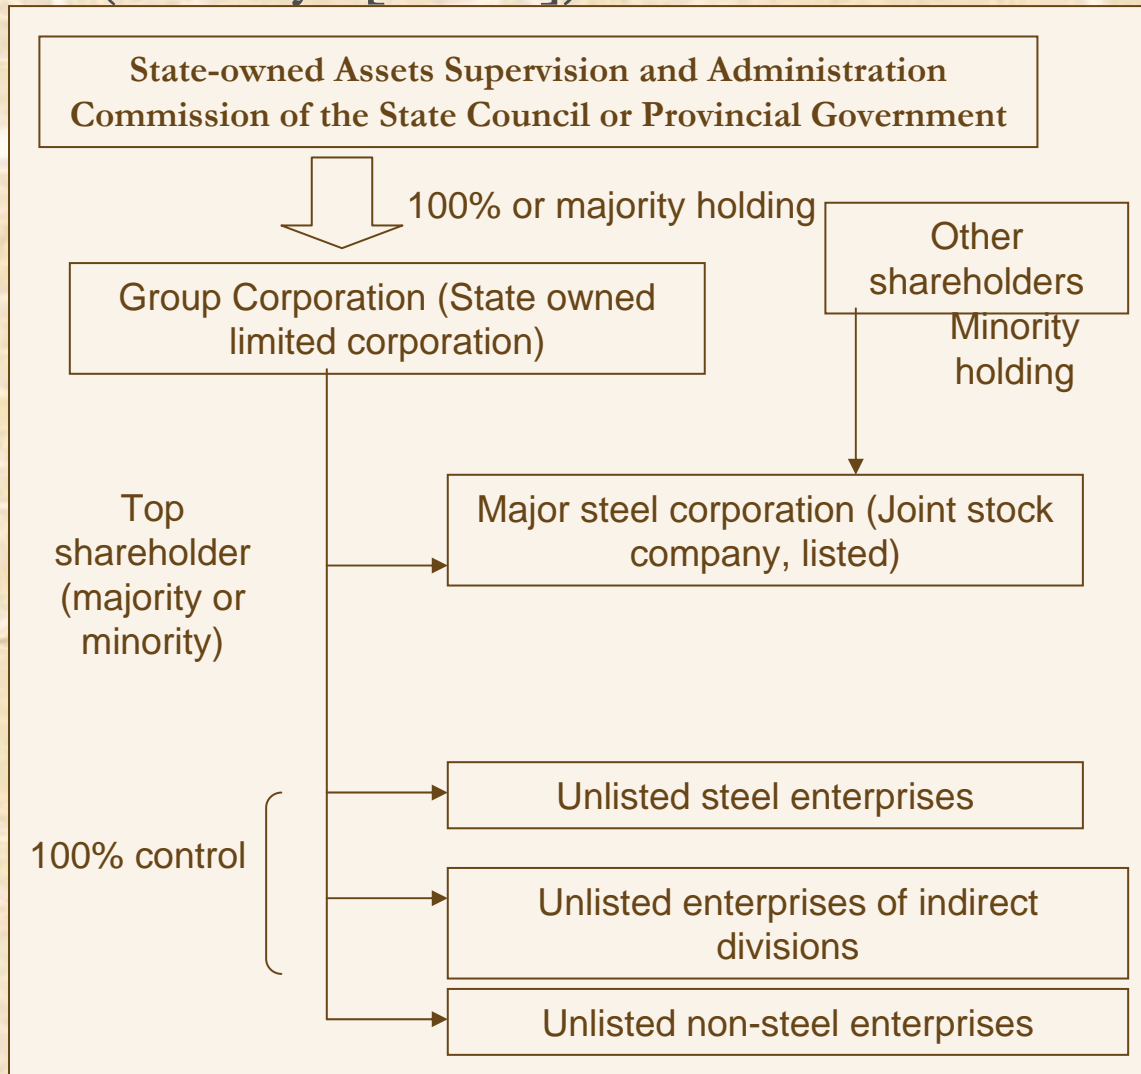 State-owned Assets Supervision and Administration
Commission of the State Council or Provincial Government
100% or majority holding
Other
shareholders
Minority
holding
Group Corporation (State owned
limited corporation)
Top
shareholder
(majority or
minority)
Major steel corporation (Joint stock
company, listed)
Unlisted steel enterprises
100% control
Unlisted enterprises of indirect
divisions
Unlisted non-steel enterprises